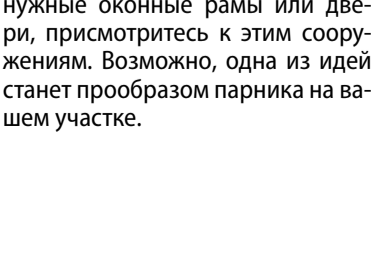 нужные оконные рамы или две-
ри, присмотритесь к этим соору-
жениям. Возможно, одна из идей
станет прообразом парника на ва-
шем участке.